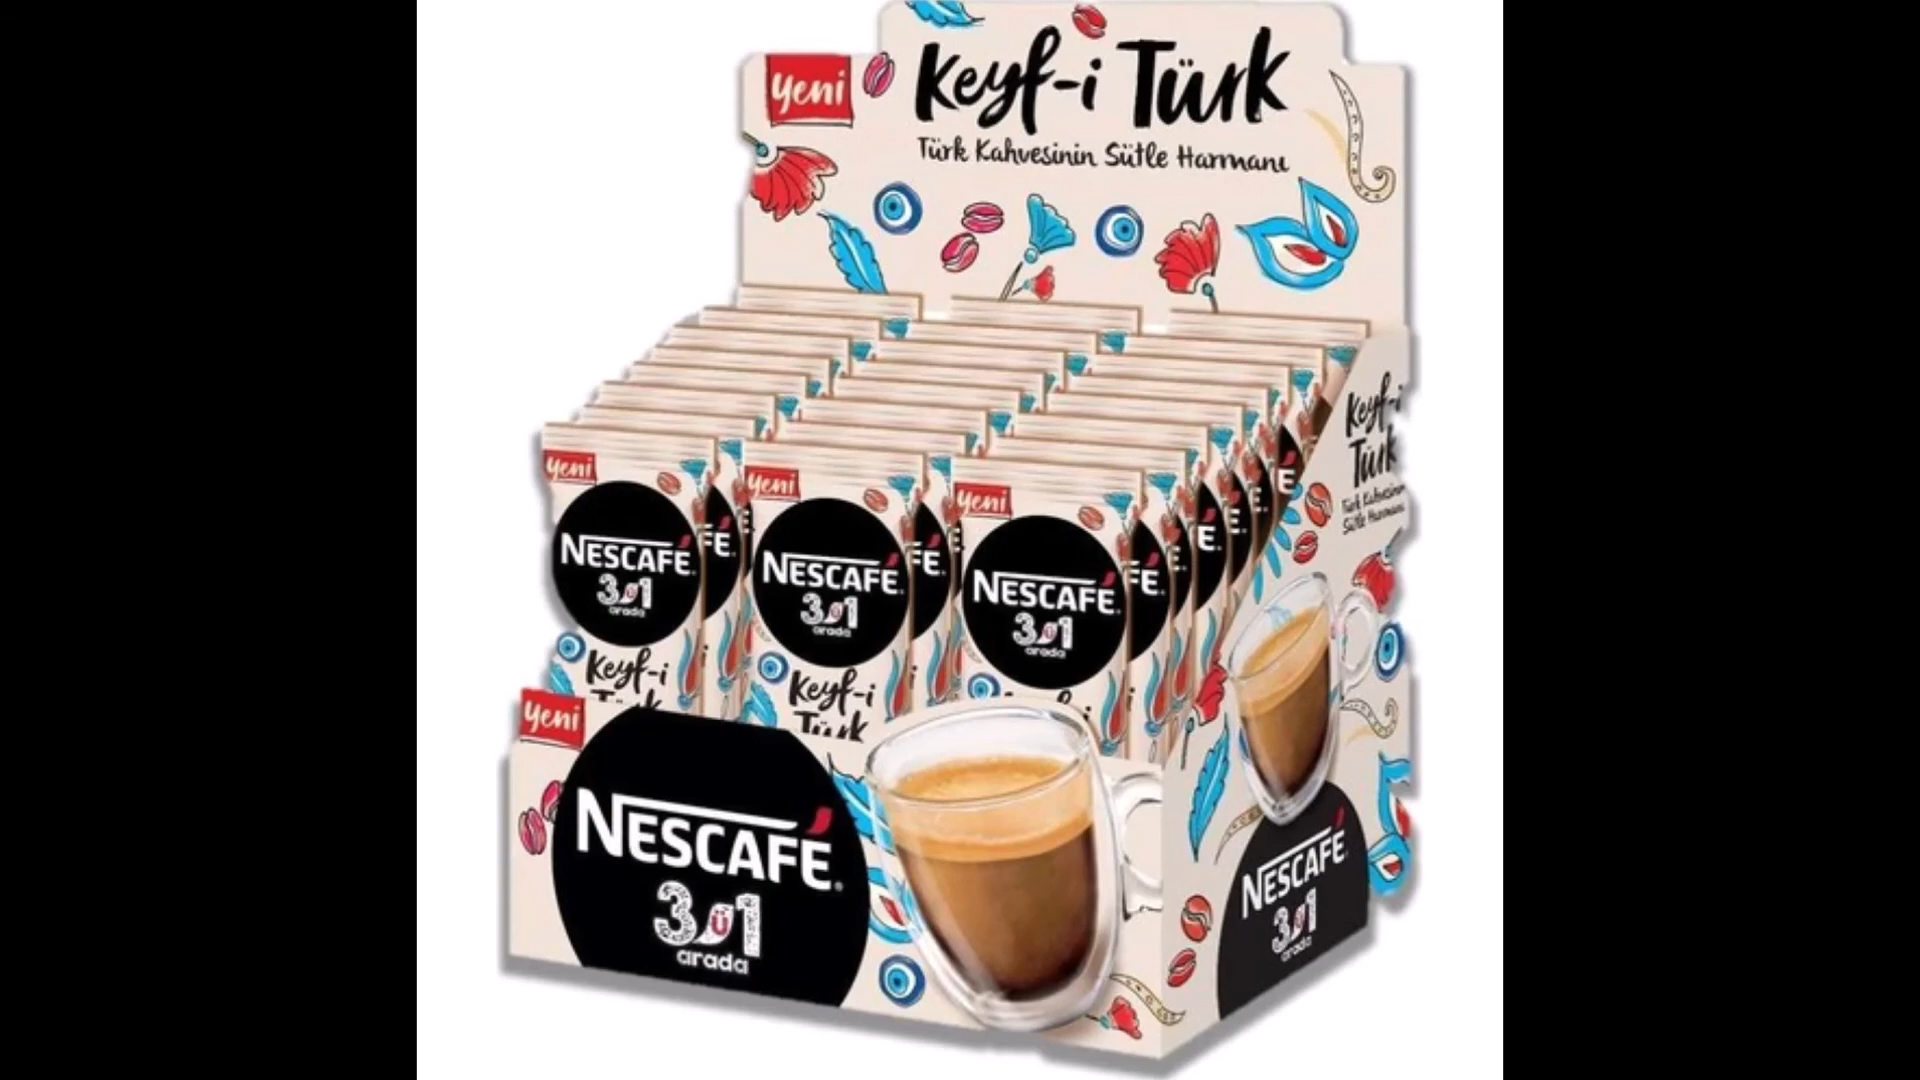 Yeni
Keyf-i Türk
Türk Kahvesinin Sütle Harmanı
Keyf-i
Türk
Türk Kahvesinin
Sütle Harmanı
Yeni
NESCAFÉ
3ü1
arada
Keyf-i
Türk
Yeni
NESCAFÉ
3ü1
arada
Keyf-i
Türk
Yeni
NESCAFÉ
3ü1
arada
Yeni
NESCAFÉ
3ü1
arada
NESCAFÉ
3ü1
arada